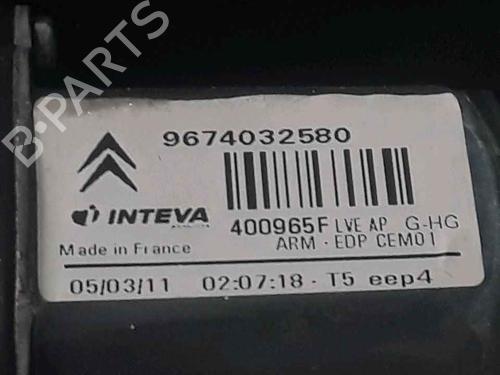 9674032580
INTEVA
400965F LVE AP G-HG
Made in France
ARM - EDP CEM01
05/03/11 02:07:18 - T5 eep4
B-Parts